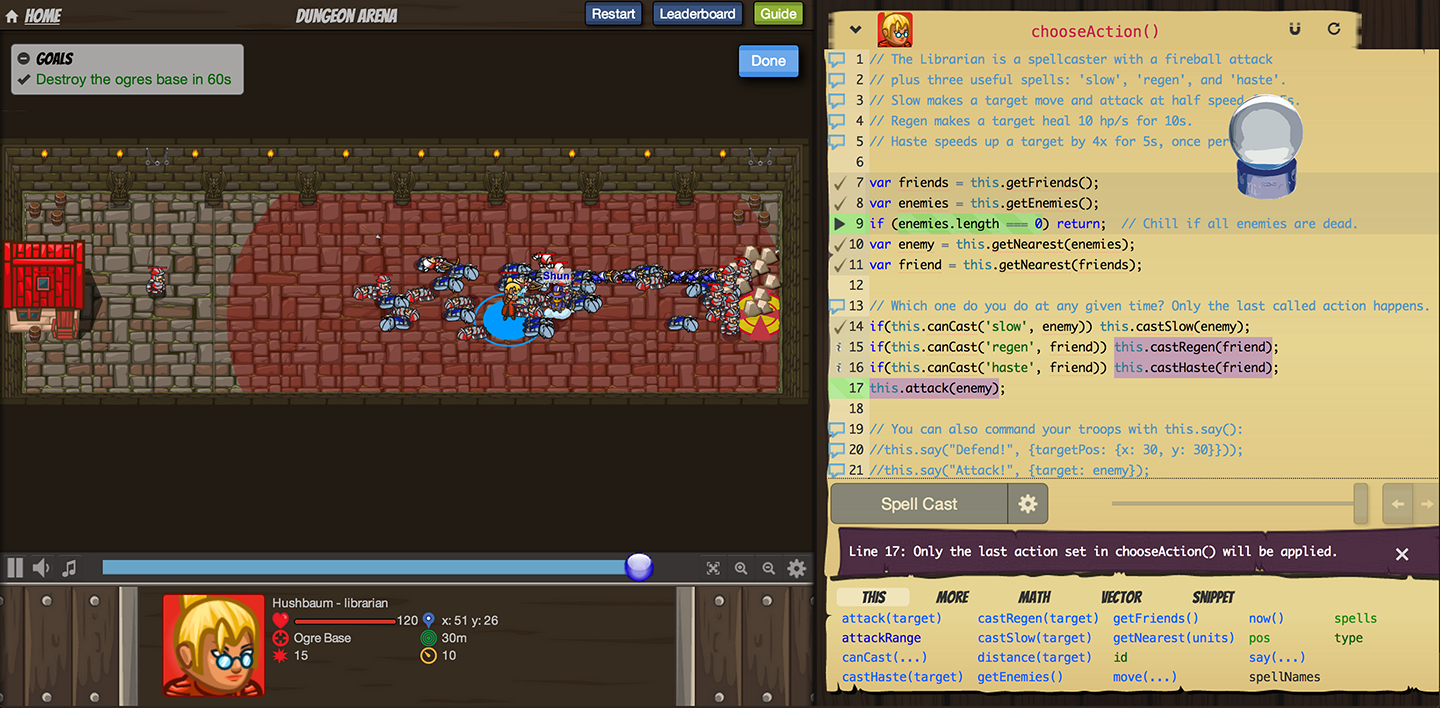 HOME
DUNGEON ARENA
Restart
Leaderboard
Guide
GOALS
Destroy the ogres base in 60s
Done
Shun
Hushbaum - librarian
120
x: 51 y: 26
Ogre Base
30m
15
10
chooseAction()
1 // The Librarian is a spellcaster with a fireball attack
2 // plus three useful spells: 'slow', 'regen', and 'haste'.
3 // Slow makes a target move and attack at half speed 5s.
4 // Regen makes a target heal 10 hp/s for 10s.
5 // Haste speeds up a target by 4x for 5s, once per
6
7 var friends = this.getFriends();
8 var enemies = this.getEnemies();
9 if (enemies.length === 0) return; // Chill if all enemies are dead.
10 var enemy = this.getNearest(enemies);
11 var friend = this.getNearest(friends);
12
13 // Which one do you do at any given time? Only the last called action happens.
14 if(this.canCast('slow', enemy)) this.castSlow(enemy);
15 if(this.canCast('regen', friend)) this.castRegen(friend);
16 if(this.canCast('haste', friend)) this.castHaste(friend);
17 this.attack(enemy);
18
19 // You can also command your troops with this.say():
20 //this.say("Defend!", {targetPos: {x: 30, y: 30}}));
21 //this.say("Attack!", {target: enemy});
Spell Cast
Line 17: Only the last action set in chooseAction() will be applied.
THIS MORE MATH VECTOR SNIPPET
attack(target) castRegen(target) getFriends() now() spells
attackRange castSlow(target) getNearest(units) pos type
canCast(...) distance(target) id say(...)
castHaste(target) getEnemies() move(...) spellNames